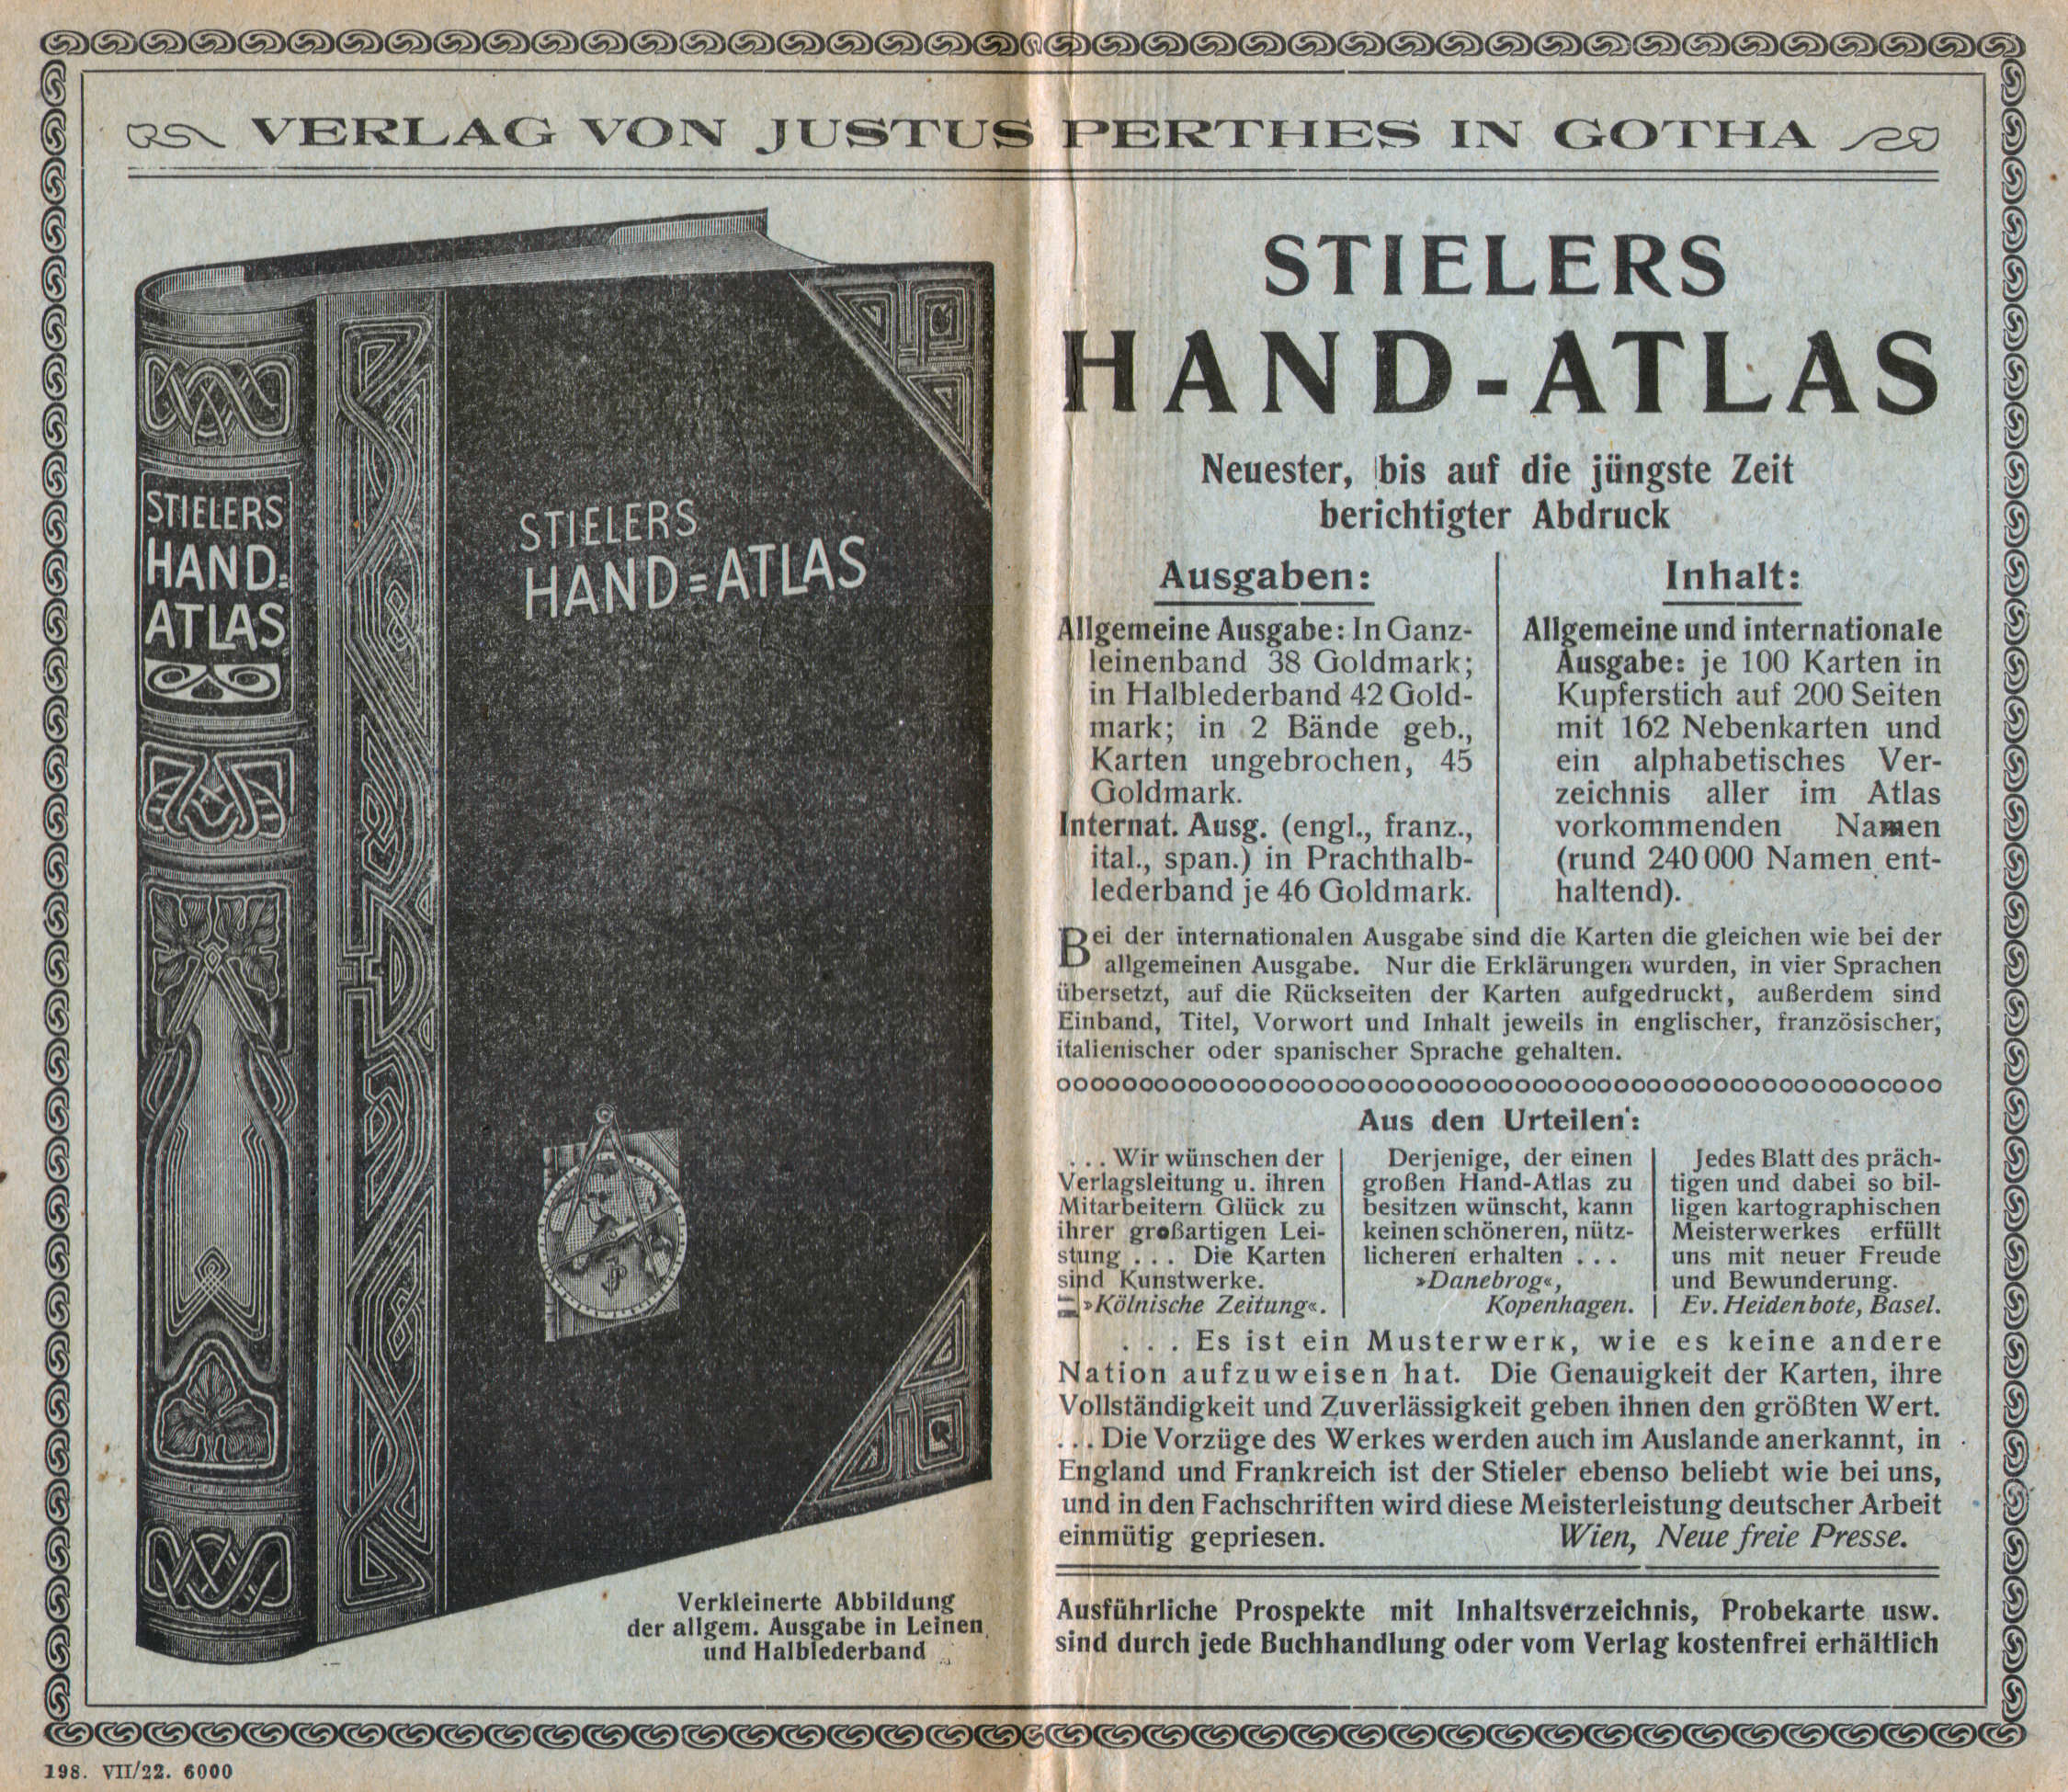 VERLAG VON JUSTUS PERTHES IN GOTHA
STIELERS
HAND=
ATLAS
STIELERS
HAND=ATLAS
Verkleinerte Abbildung
der allgem. Ausgabe in Leinen
und Halblederband
STIELERS
HAND-ATLAS
Neuester, bis auf die jüngste Zeit
berichtigter Abdruck
Ausgaben:
Allgemeine Ausgabe: In Ganz-
leinenband 38 Goldmark;
in Halblederband 42 Gold-
mark; in 2 Bände geb.,
Karten ungebrochen, 45
Goldmark.
Internat. Ausg. (engl., franz.,
ital., span.) in Prachthalb-
lederband je 46 Goldmark.
Inhalt:
Allgemeine und internationale
Ausgabe: je 100 Karten in
Kupferstich auf 200 Seiten
mit 162 Nebenkarten und
ein alphabetisches Ver-
zeichnis aller im Atlas
vorkommenden Namen
(rund 240 000 Namen ent-
haltend).
Bei der internationalen Ausgabe sind die Karten die gleichen wie bei der
allgemeinen Ausgabe. Nur die Erklärungen wurden, in vier Sprachen
übersetzt, auf die Rückseiten der Karten aufgedruckt, außerdem sind
Einband, Titel, Vorwort und Inhalt jeweils in englischer, französischer,
italienischer oder spanischer Sprache gehalten.
Aus den Urteilen:
. . . Wir wünschen der
Verlagsleitung u. ihren
Mitarbeitern Glück zu
ihrer großartigen Lei-
stung . . . Die Karten
sind Kunstwerke.
»Kölnische Zeitung«.
Derjenige, der einen
großen Hand-Atlas zu
besitzen wünscht, kann
keinen schöneren, nütz-
licheren erhalten . . .
»Danebrog«,
Kopenhagen.
Jedes Blatt des präch-
tigen und dabei so bil-
ligen kartographischen
Meisterwerkes erfüllt
uns mit neuer Freude
und Bewunderung.
Ev. Heidenbote, Basel.
. . . Es ist ein Musterwerk, wie es keine andere
Nation aufzuweisen hat. Die Genauigkeit der Karten, ihre
Vollständigkeit und Zuverlässigkeit geben ihnen den größten Wert.
. . . Die Vorzüge des Werkes werden auch im Auslande anerkannt, in
England und Frankreich ist der Stieler ebenso beliebt wie bei uns,
und in den Fachschriften wird diese Meisterleistung deutscher Arbeit
einmütig gepriesen. Wien, Neue freie Presse.
Ausführliche Prospekte mit Inhaltsverzeichnis, Probekarte usw.
sind durch jede Buchhandlung oder vom Verlag kostenfrei erhältlich
198. VII/22. 6000